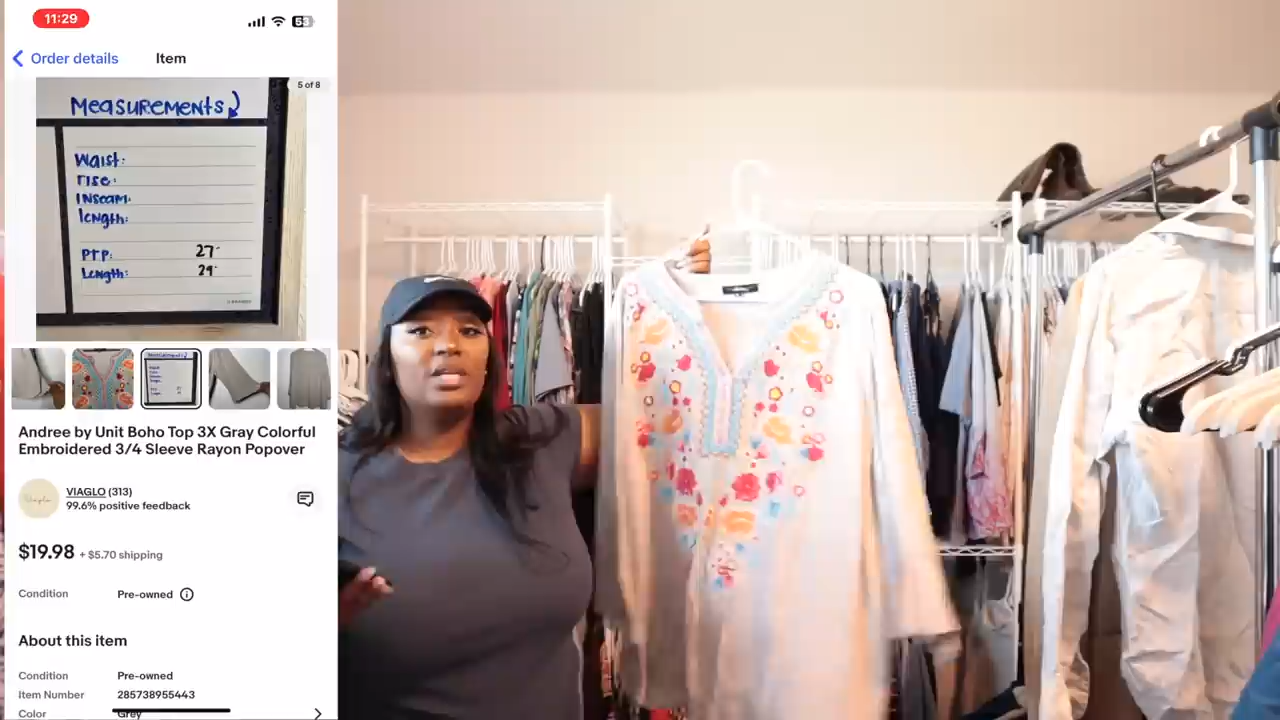 11:29
53
Order details
Item
5 of 8
Measurements
Waist:
rise:
Inseam:
length:
PTP: 27"
Length: 29"
Andree by Unit Boho Top 3X Gray Colorful
Embroidered 3/4 Sleeve Rayon Popover
VIAGLO (313)
99.6% positive feedback
$19.98 + $5.70 shipping
Condition Pre-owned
About this item
Condition Pre-owned
Item Number 285738955443
Color Grey